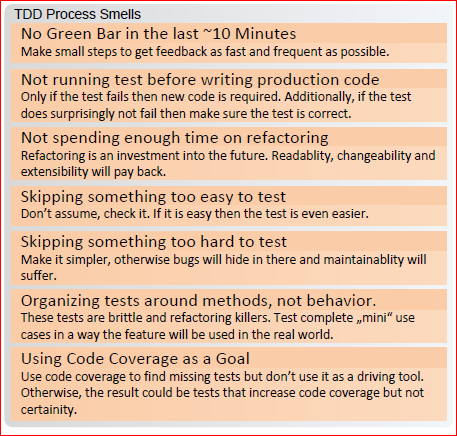 TDD Process Smells
No Green Bar in the last ~10 Minutes
Make small steps to get feedback as fast and frequent as possible.
Not running test before writing production code
Only if the test fails then new code is required. Additionally, if the test
does surprisingly not fail then make sure the test is correct.
Not spending enough time on refactoring
Refactoring is an investment into the future. Readablity, changeability and
extensibility will pay back.
Skipping something too easy to test
Don’t assume, check it. If it is easy then the test is even easier.
Skipping something too hard to test
Make it simpler, otherwise bugs will hide in there and maintainablity will
suffer.
Organizing tests around methods, not behavior.
These tests are brittle and refactoring killers. Test complete „mini“ use
cases in a way the feature will be used in the real world.
Using Code Coverage as a Goal
Use code coverage to find missing tests but don’t use it as a driving tool.
Otherwise, the result could be tests that increase code coverage but not
certainity.